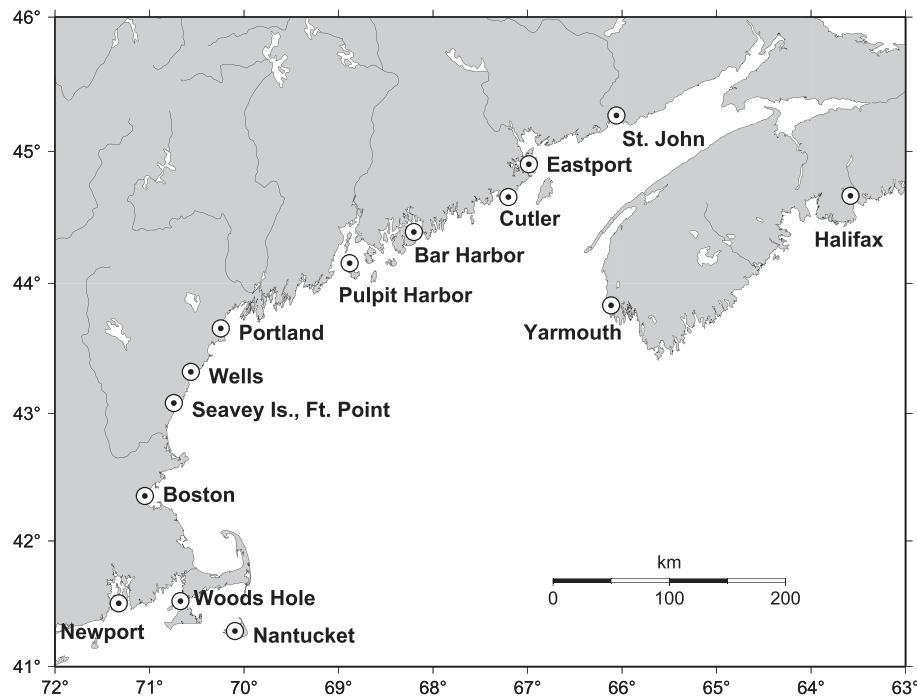 46°
St. John
45°
Eastport
Cutler
Halifax
Bar Harbor
44°
Pulpit Harbor
Portland
Yarmouth
Wells
43°
Seavey Is., Ft. Point
Boston
42°
km
0 100 200
Woods Hole
Newport
Nantucket
41°
72 71° 70° 69° 68° 67° 66° 65° 64° 63°